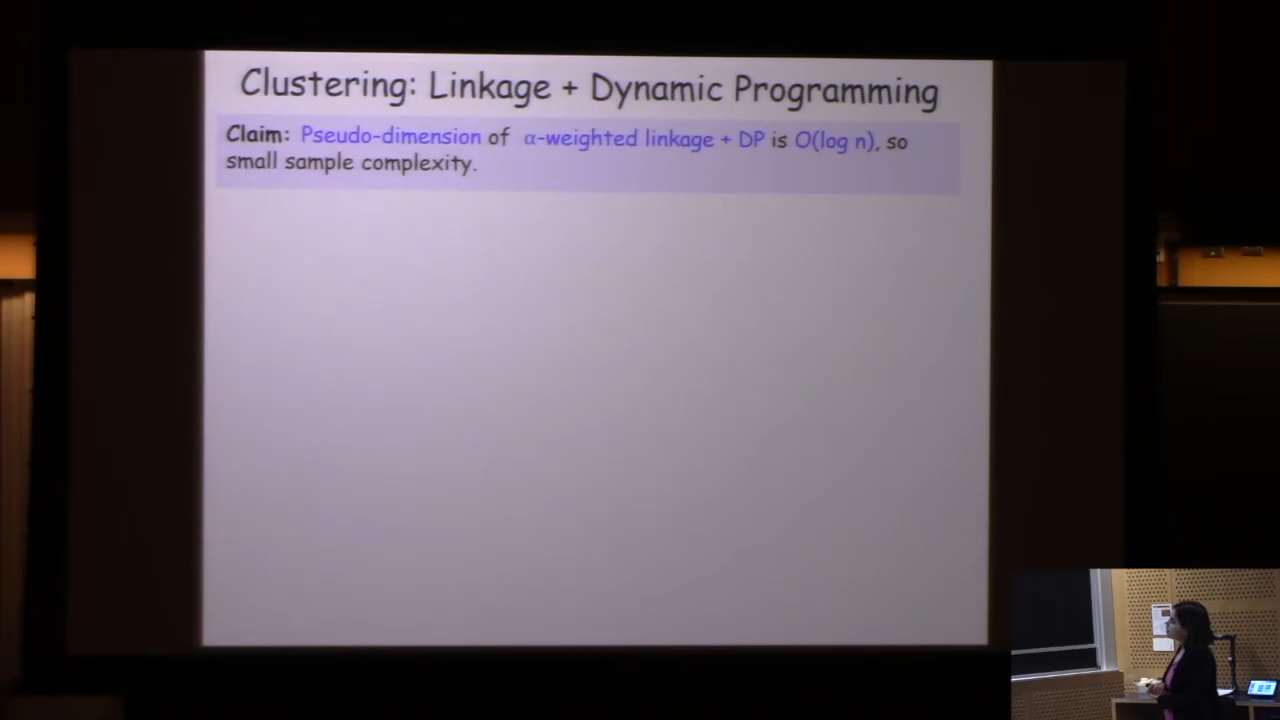 Clustering: Linkage + Dynamic Programming
Claim: Pseudo-dimension of α-weighted linkage + DP is O(log n), so
small sample complexity.